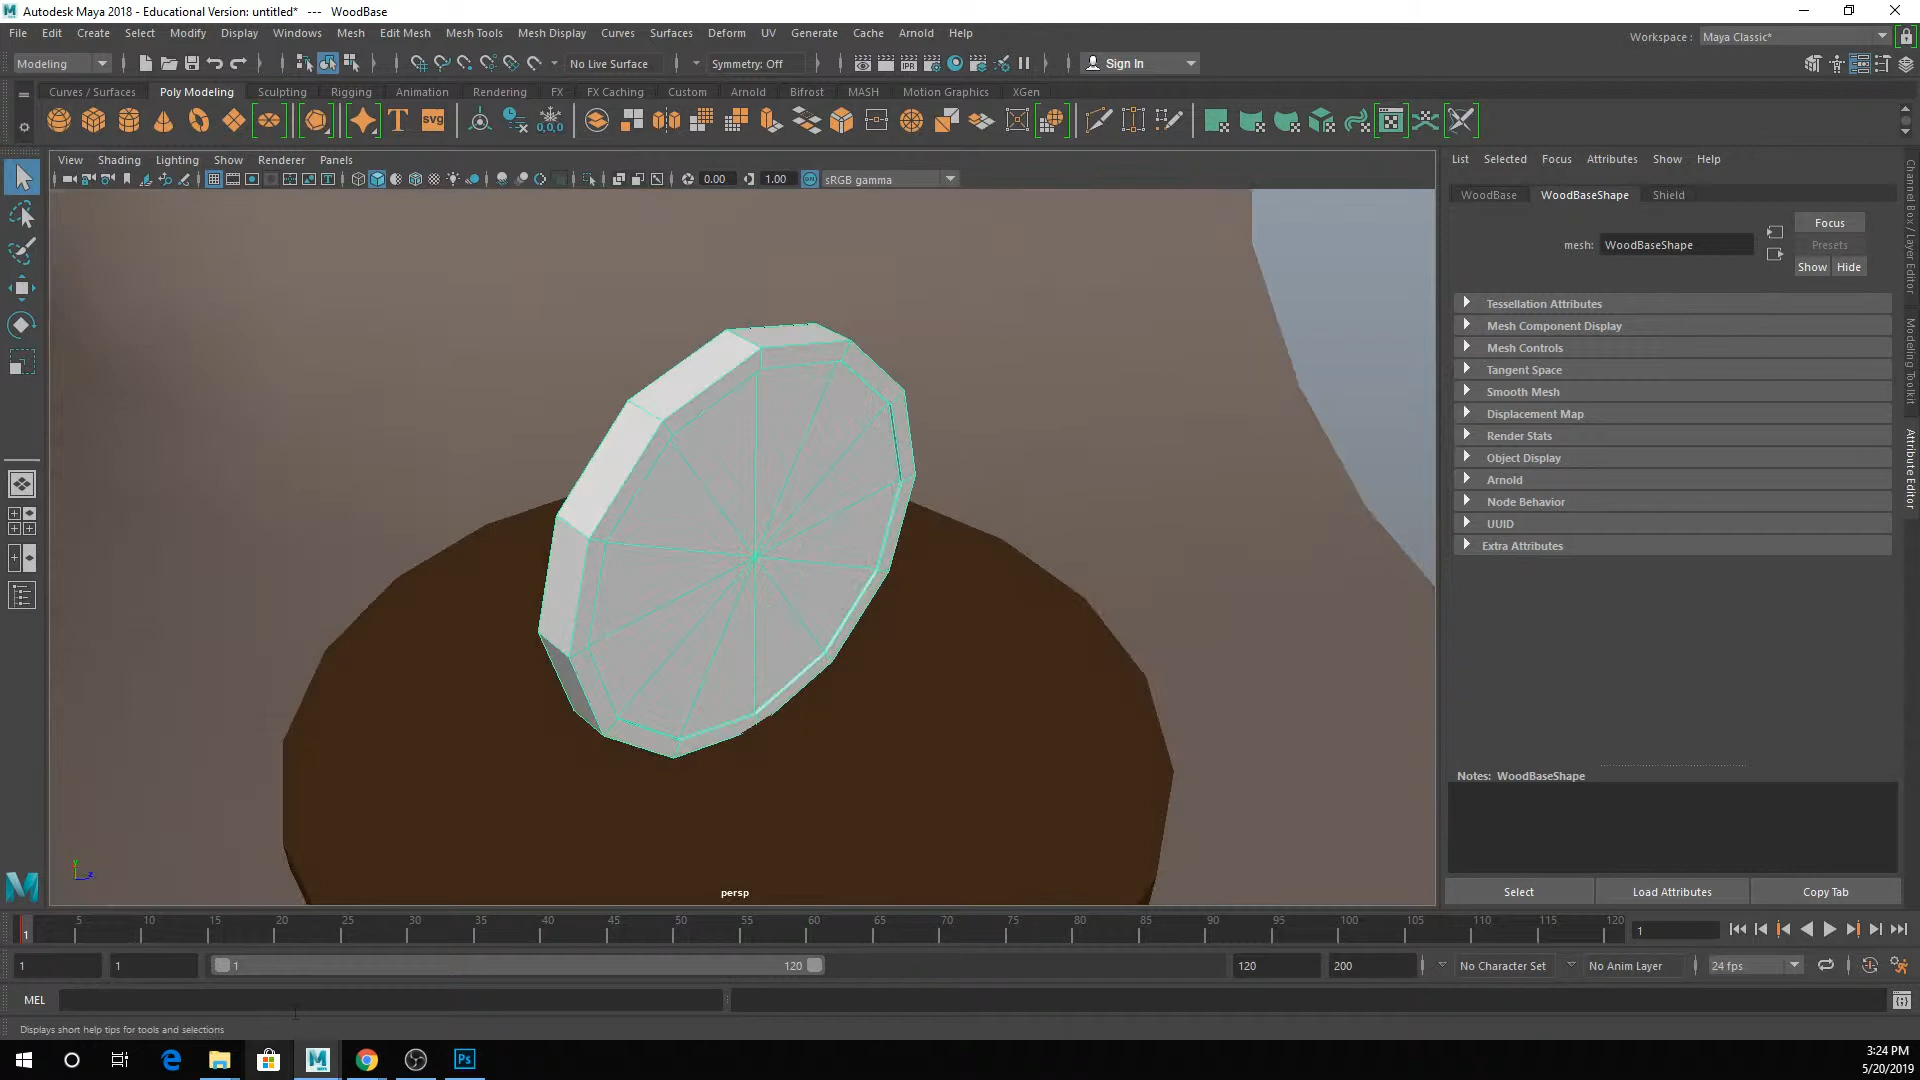 Autodesk Maya 2018 - Educational Version: untitled* --- WoodBase
File Edit Create Select Modify Display Windows Mesh Edit Mesh Mesh Tools Mesh Display Curves Surfaces Deform UV Generate Cache Arnold Help
Workspace : Maya Classic*
Modeling No Live Surface Symmetry: Off Sign In
Curves / Surfaces Poly Modeling Sculpting Rigging Animation Rendering FX FX Caching Custom Arnold Bifrost MASH Motion Graphics XGen
T svg 0,0,0
View Shading Lighting Show Renderer Panels
0.00 1.00 sRGB gamma
List Selected Focus Attributes Show Help
WoodBase WoodBaseShape Shield
Focus
mesh: WoodBaseShape
Presets
Show Hide
Tessellation Attributes
Mesh Component Display
Mesh Controls
Tangent Space
Smooth Mesh
Displacement Map
Render Stats
Object Display
Arnold
Node Behavior
UUID
Extra Attributes
Notes: WoodBaseShape
Select Load Attributes Copy Tab
Channel Box / Layer Editor
Modeling Toolkit
Attribute Editor
y
z
persp
5 10 15 20 25 30 35 40 45 50 55 60 65 70 75 80 85 90 95 100 105 110 115 120
1 1
1 1 1 120 120 200 No Character Set No Anim Layer 24 fps
MEL
Displays short help tips for tools and selections
Ps
3:24 PM
5/20/2019